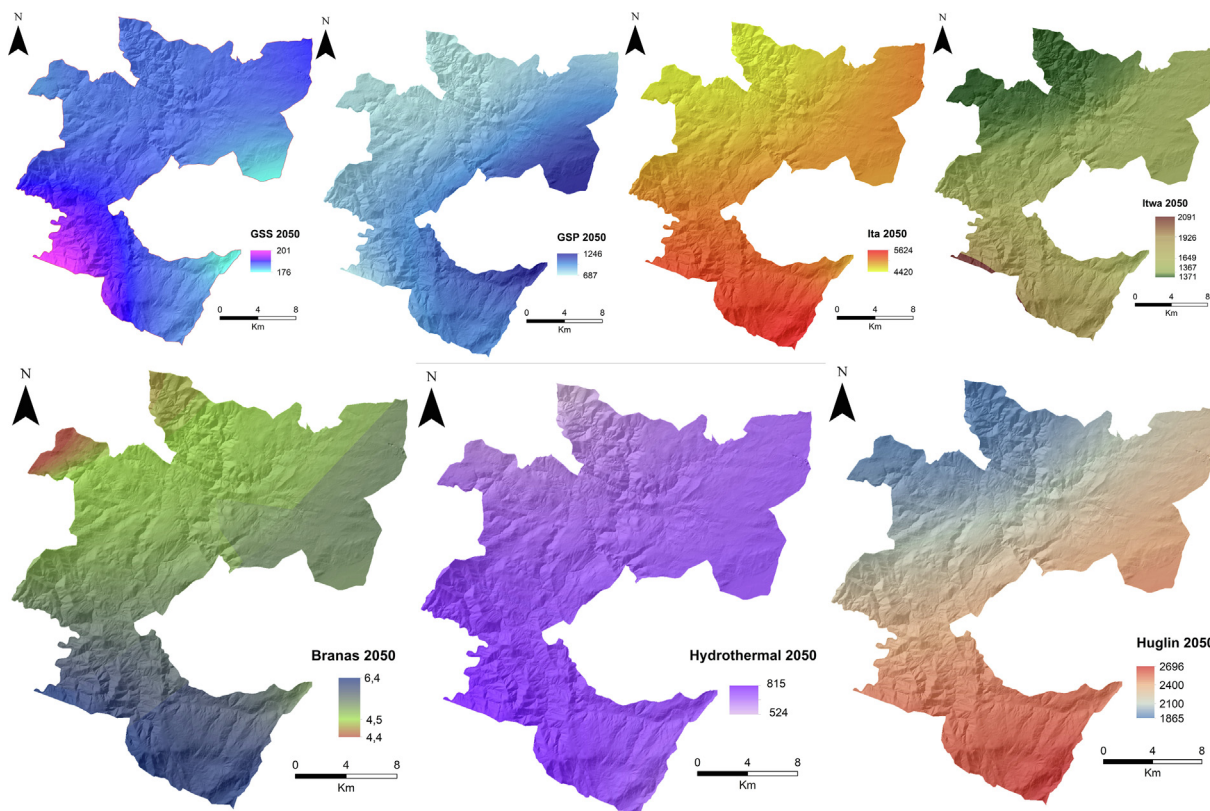 N
GSS 2050
201
176
0 4 8
Km
N
GSP 2050
1246
687
0 4 8
Km
N
Ita 2050
5624
4420
0 4 8
Km
N
Itwa 2050
2091
1926
1649
1367
1371
0 4 8
Km
N
Branas 2050
6,4
4,5
4,4
0 4 8
Km
N
Hydrothermal 2050
815
524
0 4 8
Km
N
Huglin 2050
2696
2400
2100
1865
0 4 8
Km